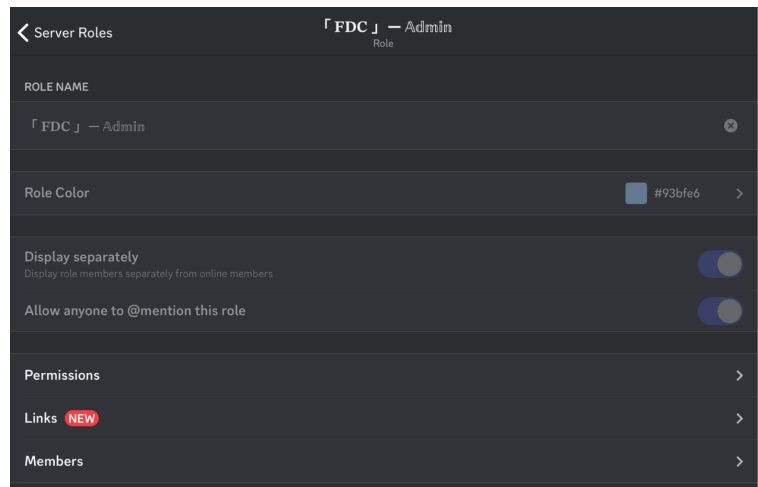 Server Roles
「 𝐅𝐃𝐂 」 — 𝔸𝕕𝕞𝕚𝕟
Role
ROLE NAME
「 𝐅𝐃𝐂 」 — 𝔸𝕕𝕞𝕚𝕟
Role Color
#93bfe6
Display separately
Display role members separately from online members
Allow anyone to @mention this role
Permissions
Links NEW
Members